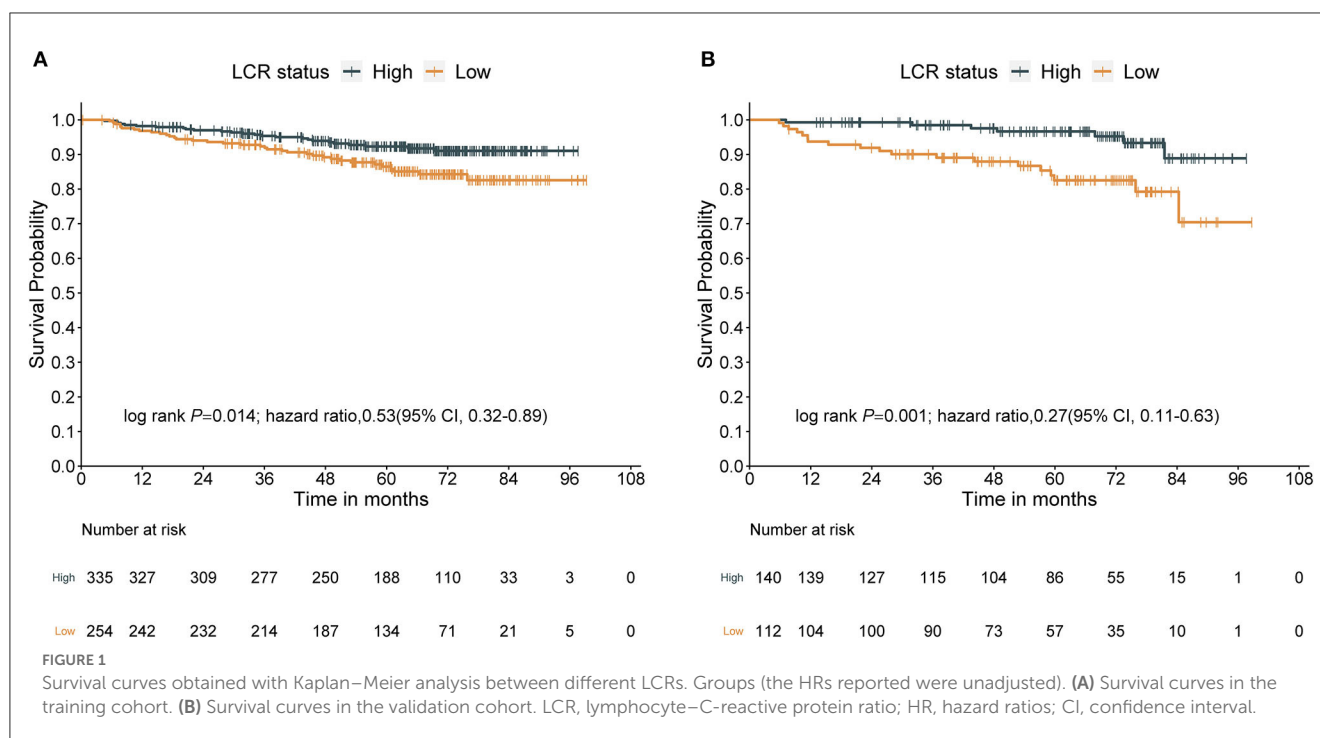 A
LCR status High Low
Survival Probability
1.0
0.9
0.8
0.7
0.6
0.5
0.4
0.3
0.2
0.1
0.0
log rank P=0.014; hazard ratio,0.53(95% CI, 0.32-0.89)
0 12 24 36 48 60 72 84 96 108
Time in months
Number at risk
High 335 327 309 277 250 188 110 33 3 0
Low 254 242 232 214 187 134 71 21 5 0
B
LCR status High Low
Survival Probability
1.0
0.9
0.8
0.7
0.6
0.5
0.4
0.3
0.2
0.1
0.0
log rank P=0.001; hazard ratio,0.27(95% CI, 0.11-0.63)
0 12 24 36 48 60 72 84 96 108
Time in months
Number at risk
High 140 139 127 115 104 86 55 15 1 0
Low 112 104 100 90 73 57 35 10 1 0
FIGURE 1
Survival curves obtained with Kaplan–Meier analysis between different LCRs. Groups (the HRs reported were unadjusted). (A) Survival curves in the
training cohort. (B) Survival curves in the validation cohort. LCR, lymphocyte–C-reactive protein ratio; HR, hazard ratios; CI, confidence interval.